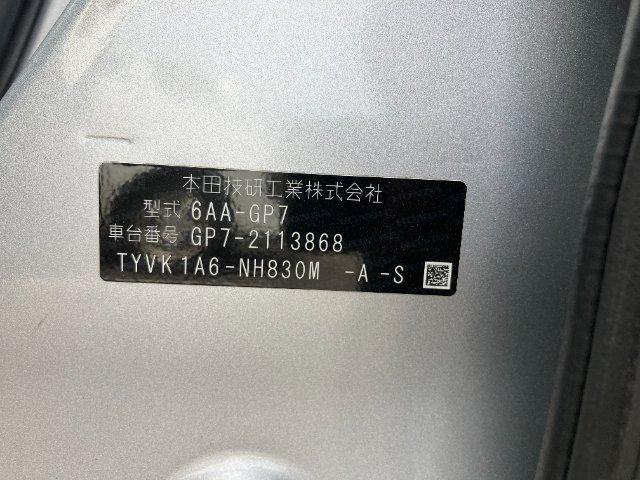 本田技研工業株式会社
型式 6AA-GP7
車台番号 GP7-2113868
TYVK1A6-NH830M -A-S